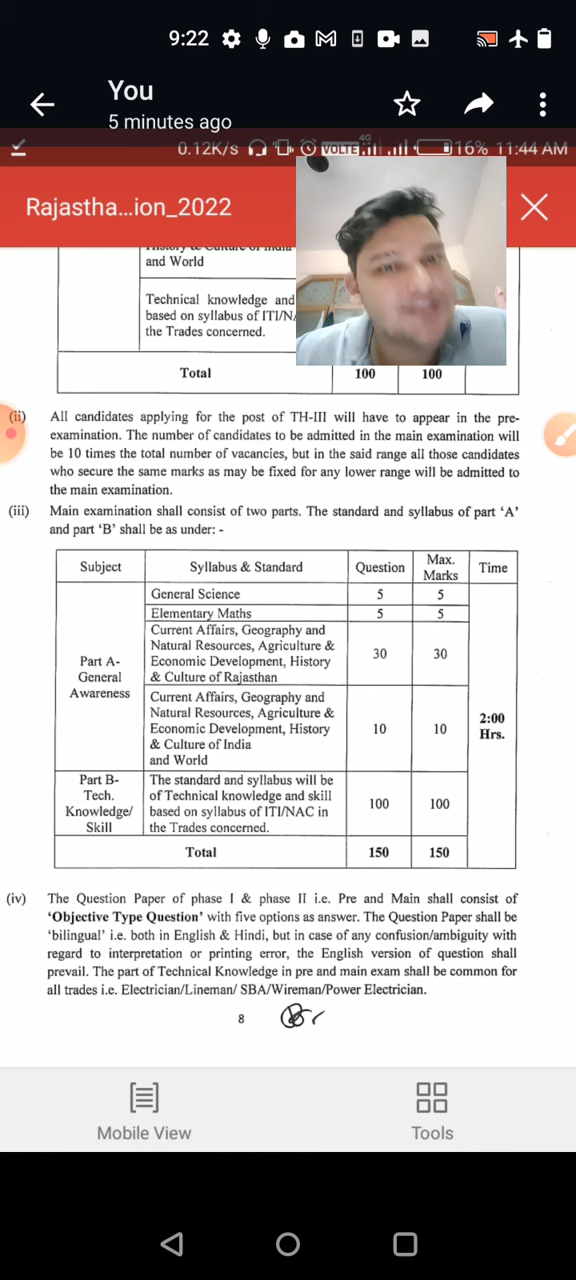 9:22
You
5 minutes ago
0.12K/s VOLTE 4G 16% 11:44 AM
Rajastha...ion_2022
History & Culture of India
and World
Technical knowledge and
based on syllabus of ITI/NA
the Trades concerned.
Total 100 100
(ii) All candidates applying for the post of TH-III will have to appear in the pre-
examination. The number of candidates to be admitted in the main examination will
be 10 times the total number of vacancies, but in the said range all those candidates
who secure the same marks as may be fixed for any lower range will be admitted to
the main examination.
(iii) Main examination shall consist of two parts. The standard and syllabus of part ‘A’
and part ‘B’ shall be as under: -
Subject Syllabus & Standard Question Max. Marks Time
General Science 5 5
Elementary Maths 5 5
Part A-
General
Awareness
Current Affairs, Geography and
Natural Resources, Agriculture &
Economic Development, History
& Culture of Rajasthan
30 30
Current Affairs, Geography and
Natural Resources, Agriculture &
Economic Development, History
& Culture of India
and World
10 10
2:00
Hrs.
Part B-
Tech.
Knowledge/
Skill
The standard and syllabus will be
of Technical knowledge and skill
based on syllabus of ITI/NAC in
the Trades concerned.
100 100
Total 150 150
(iv) The Question Paper of phase I & phase II i.e. Pre and Main shall consist of
‘Objective Type Question’ with five options as answer. The Question Paper shall be
‘bilingual’ i.e. both in English & Hindi, but in case of any confusion/ambiguity with
regard to interpretation or printing error, the English version of question shall
prevail. The part of Technical Knowledge in pre and main exam shall be common for
all trades i.e. Electrician/Lineman/ SBA/Wireman/Power Electrician.
8
Mobile View
Tools